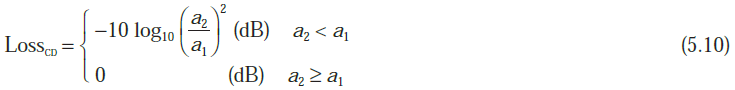 Loss_CD = { −10 log₁₀ (a₂/a₁)² (dB) a₂ < a₁
0 (dB) a₂ ≥ a₁ (5.10)